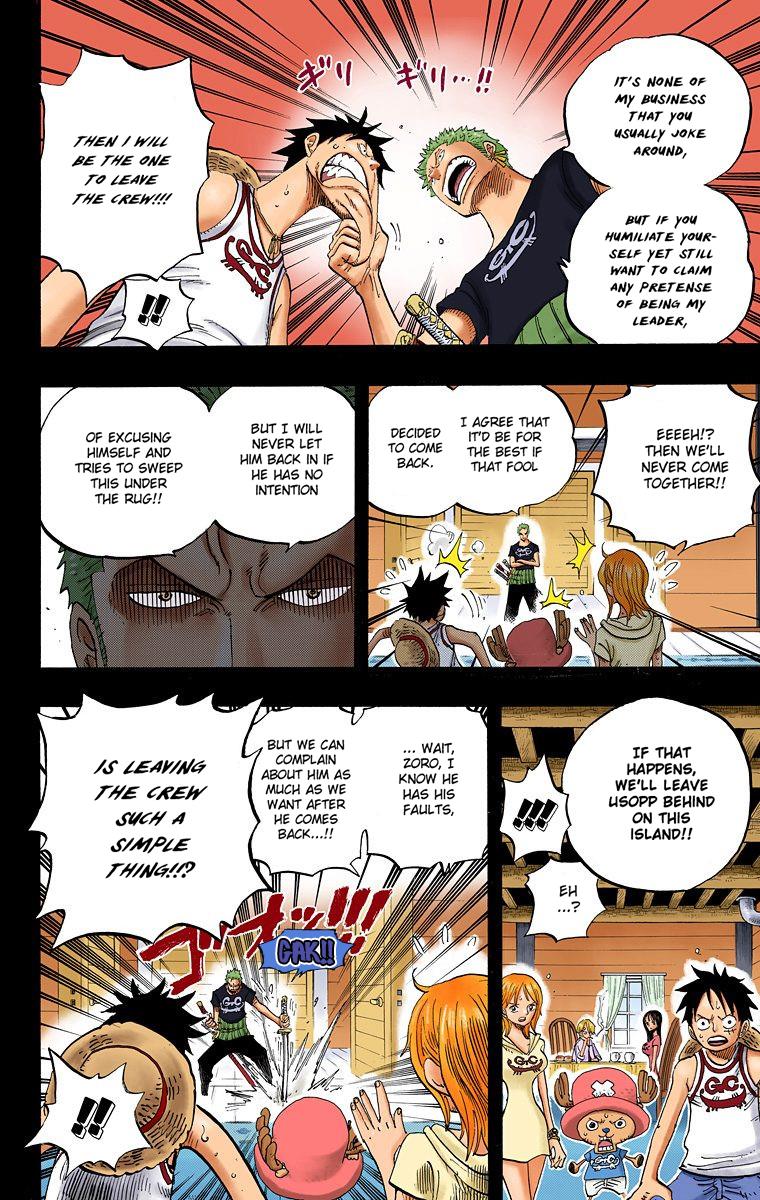 IT'S NONE OF
MY BUSINESS
THAT YOU
USUALLY JOKE
AROUND,
BUT IF YOU
HUMILIATE YOUR-
SELF YET STILL
WANT TO CLAIM
ANY PRETENSE
OF BEING MY
LEADER,
ギリ ギリ…!!
THEN I WILL
BE THE ONE
TO LEAVE
THE CREW!!!
!!
EEEEH!?
THEN WE'LL
NEVER COME
TOGETHER!!
I AGREE THAT
IT'D BE FOR
THE BEST IF
THAT FOOL
DECIDED
TO COME
BACK.
BUT I WILL
NEVER LET
HIM BACK IN IF
HE HAS NO
INTENTION
OF EXCUSING
HIMSELF AND
TRIES TO SWEEP
THIS UNDER
THE RUG!!
IF THAT
HAPPENS,
WE'LL LEAVE
USOPP BEHIND
ON THIS
ISLAND!!
!!!
EH
...?
GC
... WAIT,
ZORO, I
KNOW HE
HAS HIS
FAULTS,
BUT WE CAN
COMPLAIN
ABOUT HIM AS
MUCH AS WE
WANT AFTER
HE COMES
BACK...!!
IS LEAVING
THE CREW
SUCH A
SIMPLE
THING!!?
GAK!!
!!